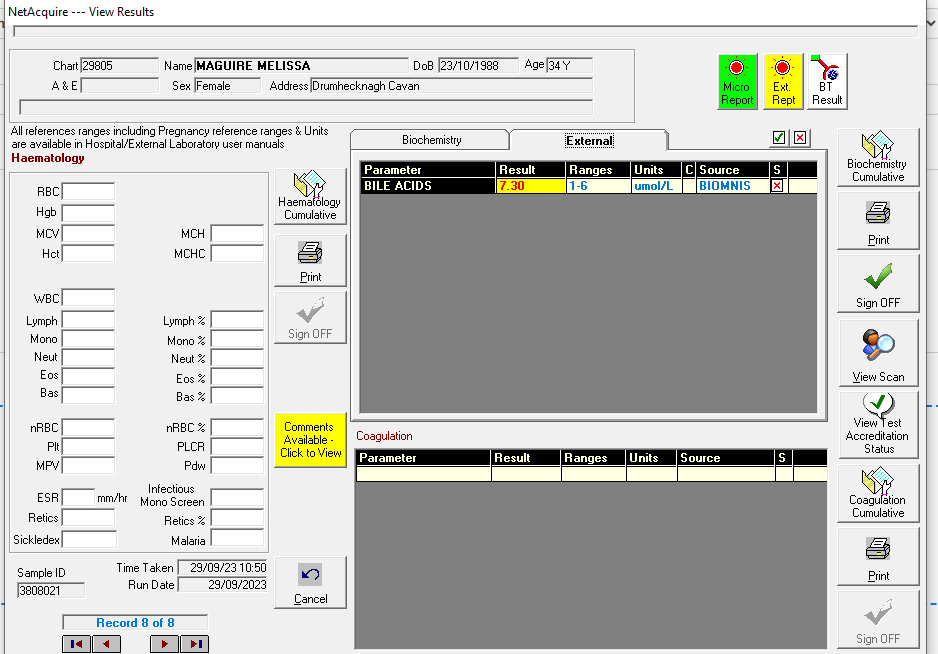 NetAcquire --- View Results
Chart 29805 Name MAGUIRE MELISSA DoB 23/10/1988 Age 34 Y
A & E Sex Female Address Drumhecknagh Cavan
Micro Report
Ext. Rept
BT Result
All references ranges including Pregnancy reference ranges & Units
are available in Hospital/External Laboratory user manuals
Haematology
RBC
Hgb
MCV MCH
Hct MCHC
WBC
Lymph Lymph %
Mono Mono %
Neut Neut %
Eos Eos %
Bas Bas %
nRBC nRBC %
Plt PLCR
MPV Pdw
ESR mm/hr Infectious Mono Screen
Retics Retics %
Sickledex Malaria
Sample ID
3808021
Time Taken 29/09/23 10:50
Run Date 29/09/2023
Record 8 of 8
Haematology
Cumulative
Print
Sign OFF
Comments
Available -
Click to View
Cancel
Biochemistry External
Parameter Result Ranges Units C Source S
BILE ACIDS 7.30 1-6 umol/L BIOMNIS
Coagulation
Parameter Result Ranges Units Source S
Biochemistry
Cumulative
Print
Sign OFF
View Scan
View Test
Accreditation
Status
Coagulation
Cumulative
Print
Sign OFF